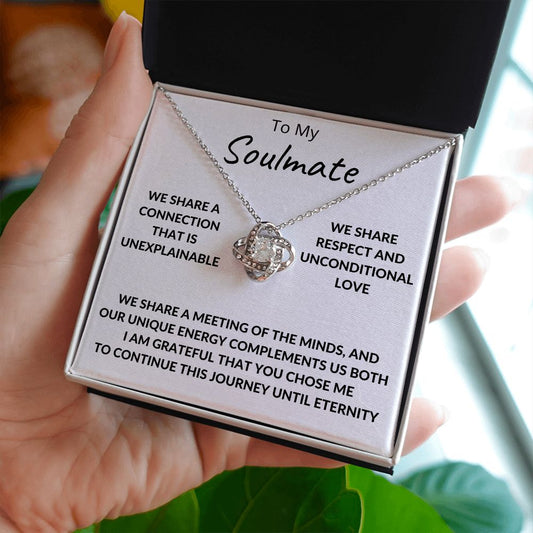 To My
Soulmate
WE SHARE A
CONNECTION
THAT IS
UNEXPLAINABLE
WE SHARE
RESPECT AND
UNCONDITIONAL
LOVE
WE SHARE A MEETING OF THE MINDS, AND
OUR UNIQUE ENERGY COMPLEMENTS US BOTH
I AM GRATEFUL THAT YOU CHOSE ME
TO CONTINUE THIS JOURNEY UNTIL ETERNITY